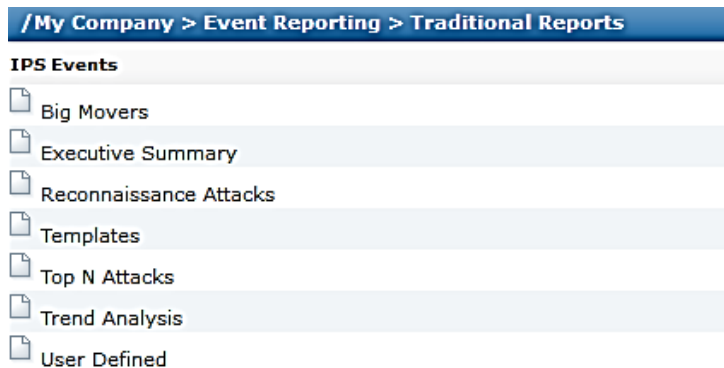 /My Company > Event Reporting > Traditional Reports
IPS Events
Big Movers
Executive Summary
Reconnaissance Attacks
Templates
Top N Attacks
Trend Analysis
User Defined